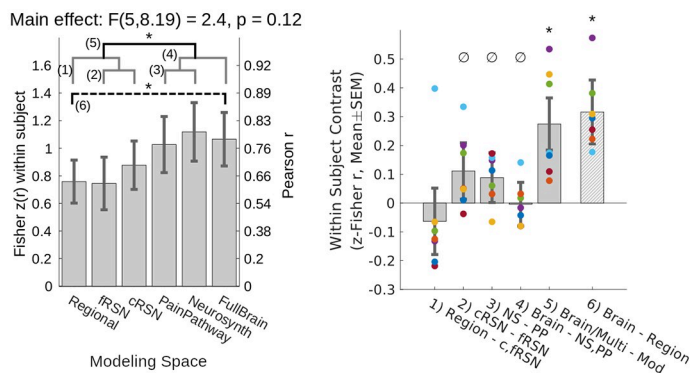 Main effect: F(5,8.19) = 2.4, p = 0.12
*
(5)
(4)
(1)
(2)
(3)
*
(6)
Fisher z(r) within subject
1.6
1.4
1.2
1
0.8
0.6
0.4
0.2
0
0.92
0.89
0.83
0.76
0.66
0.54
0.38
0.2
0
Pearson r
Regional
fRSN
cRSN
PainPathway
Neurosynth
FullBrain
Modeling Space
Within Subject Contrast
(z-Fisher r, Mean±SEM)
0.5
0.4
0.3
0.2
0.1
0
-0.1
-0.2
-0.3
∅ ∅ ∅ * *
1) Region - c,fRSN
2) cRSN - fRSN
3) NS - PP
4) Brain - NS,PP
5) Brain/Multi - Mod
6) Brain - Region